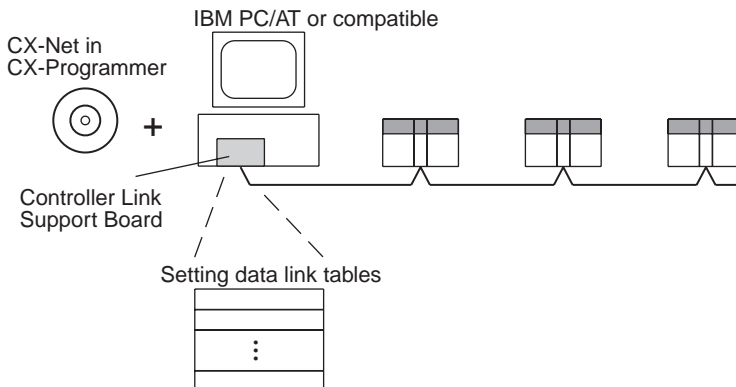 IBM PC/AT or compatible
CX-Net in
CX-Programmer
+
Controller Link
Support Board
Setting data link tables